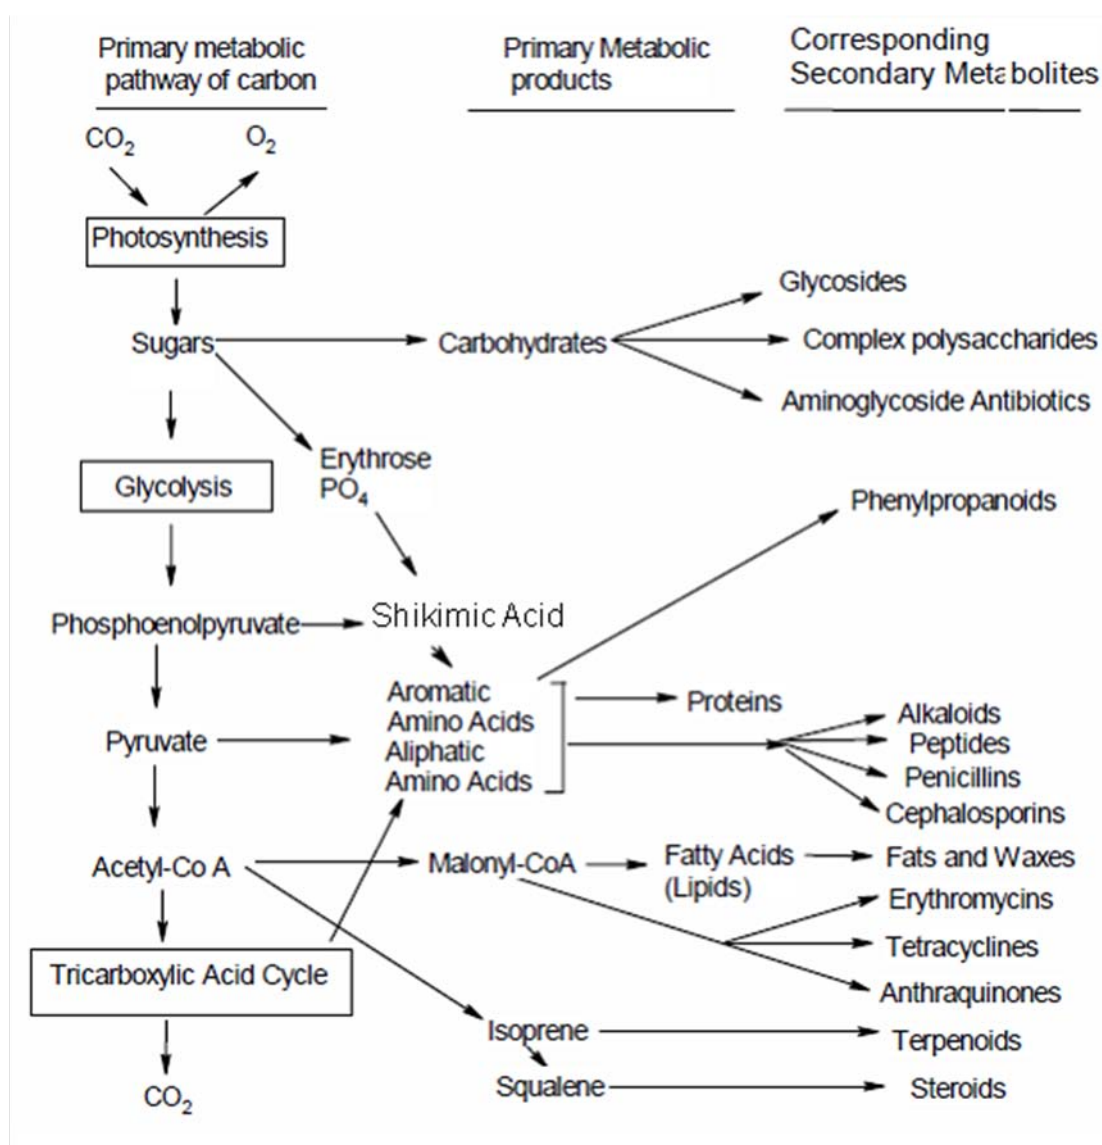 Primary metabolic
pathway of carbon
Primary Metabolic
products
Corresponding
Secondary Metabolites
CO₂
O₂
Photosynthesis
Glycosides
Sugars
Carbohydrates
Complex polysaccharides
Aminoglycoside Antibiotics
Erythrose
PO₄
Glycolysis
Phenylpropanoids
Phosphoenolpyruvate
Shikimic Acid
Aromatic
Amino Acids
Aliphatic
Amino Acids
Proteins
Alkaloids
Peptides
Penicillins
Cephalosporins
Pyruvate
Acetyl-Co A
Malonyl-CoA
Fatty Acids
(Lipids)
Fats and Waxes
Erythromycins
Tetracyclines
Anthraquinones
Tricarboxylic Acid Cycle
Isoprene
Terpenoids
Squalene
Steroids
CO₂